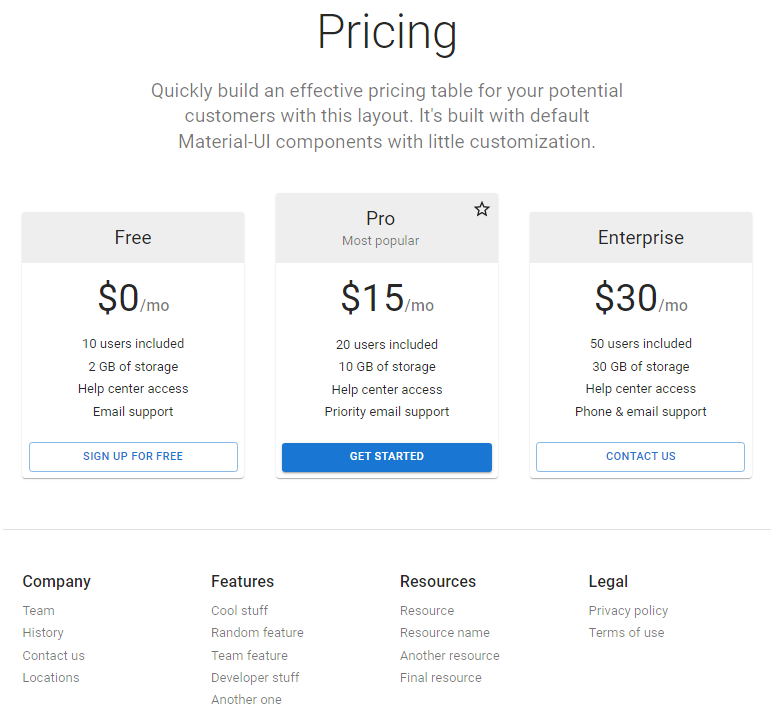 Pricing
Quickly build an effective pricing table for your potential
customers with this layout. It's built with default
Material-UI components with little customization.
Free
$0/mo
10 users included
2 GB of storage
Help center access
Email support
SIGN UP FOR FREE
Pro
Most popular
$15/mo
20 users included
10 GB of storage
Help center access
Priority email support
GET STARTED
Enterprise
$30/mo
50 users included
30 GB of storage
Help center access
Phone & email support
CONTACT US
Company
Team
History
Contact us
Locations
Features
Cool stuff
Random feature
Team feature
Developer stuff
Another one
Resources
Resource
Resource name
Another resource
Final resource
Legal
Privacy policy
Terms of use